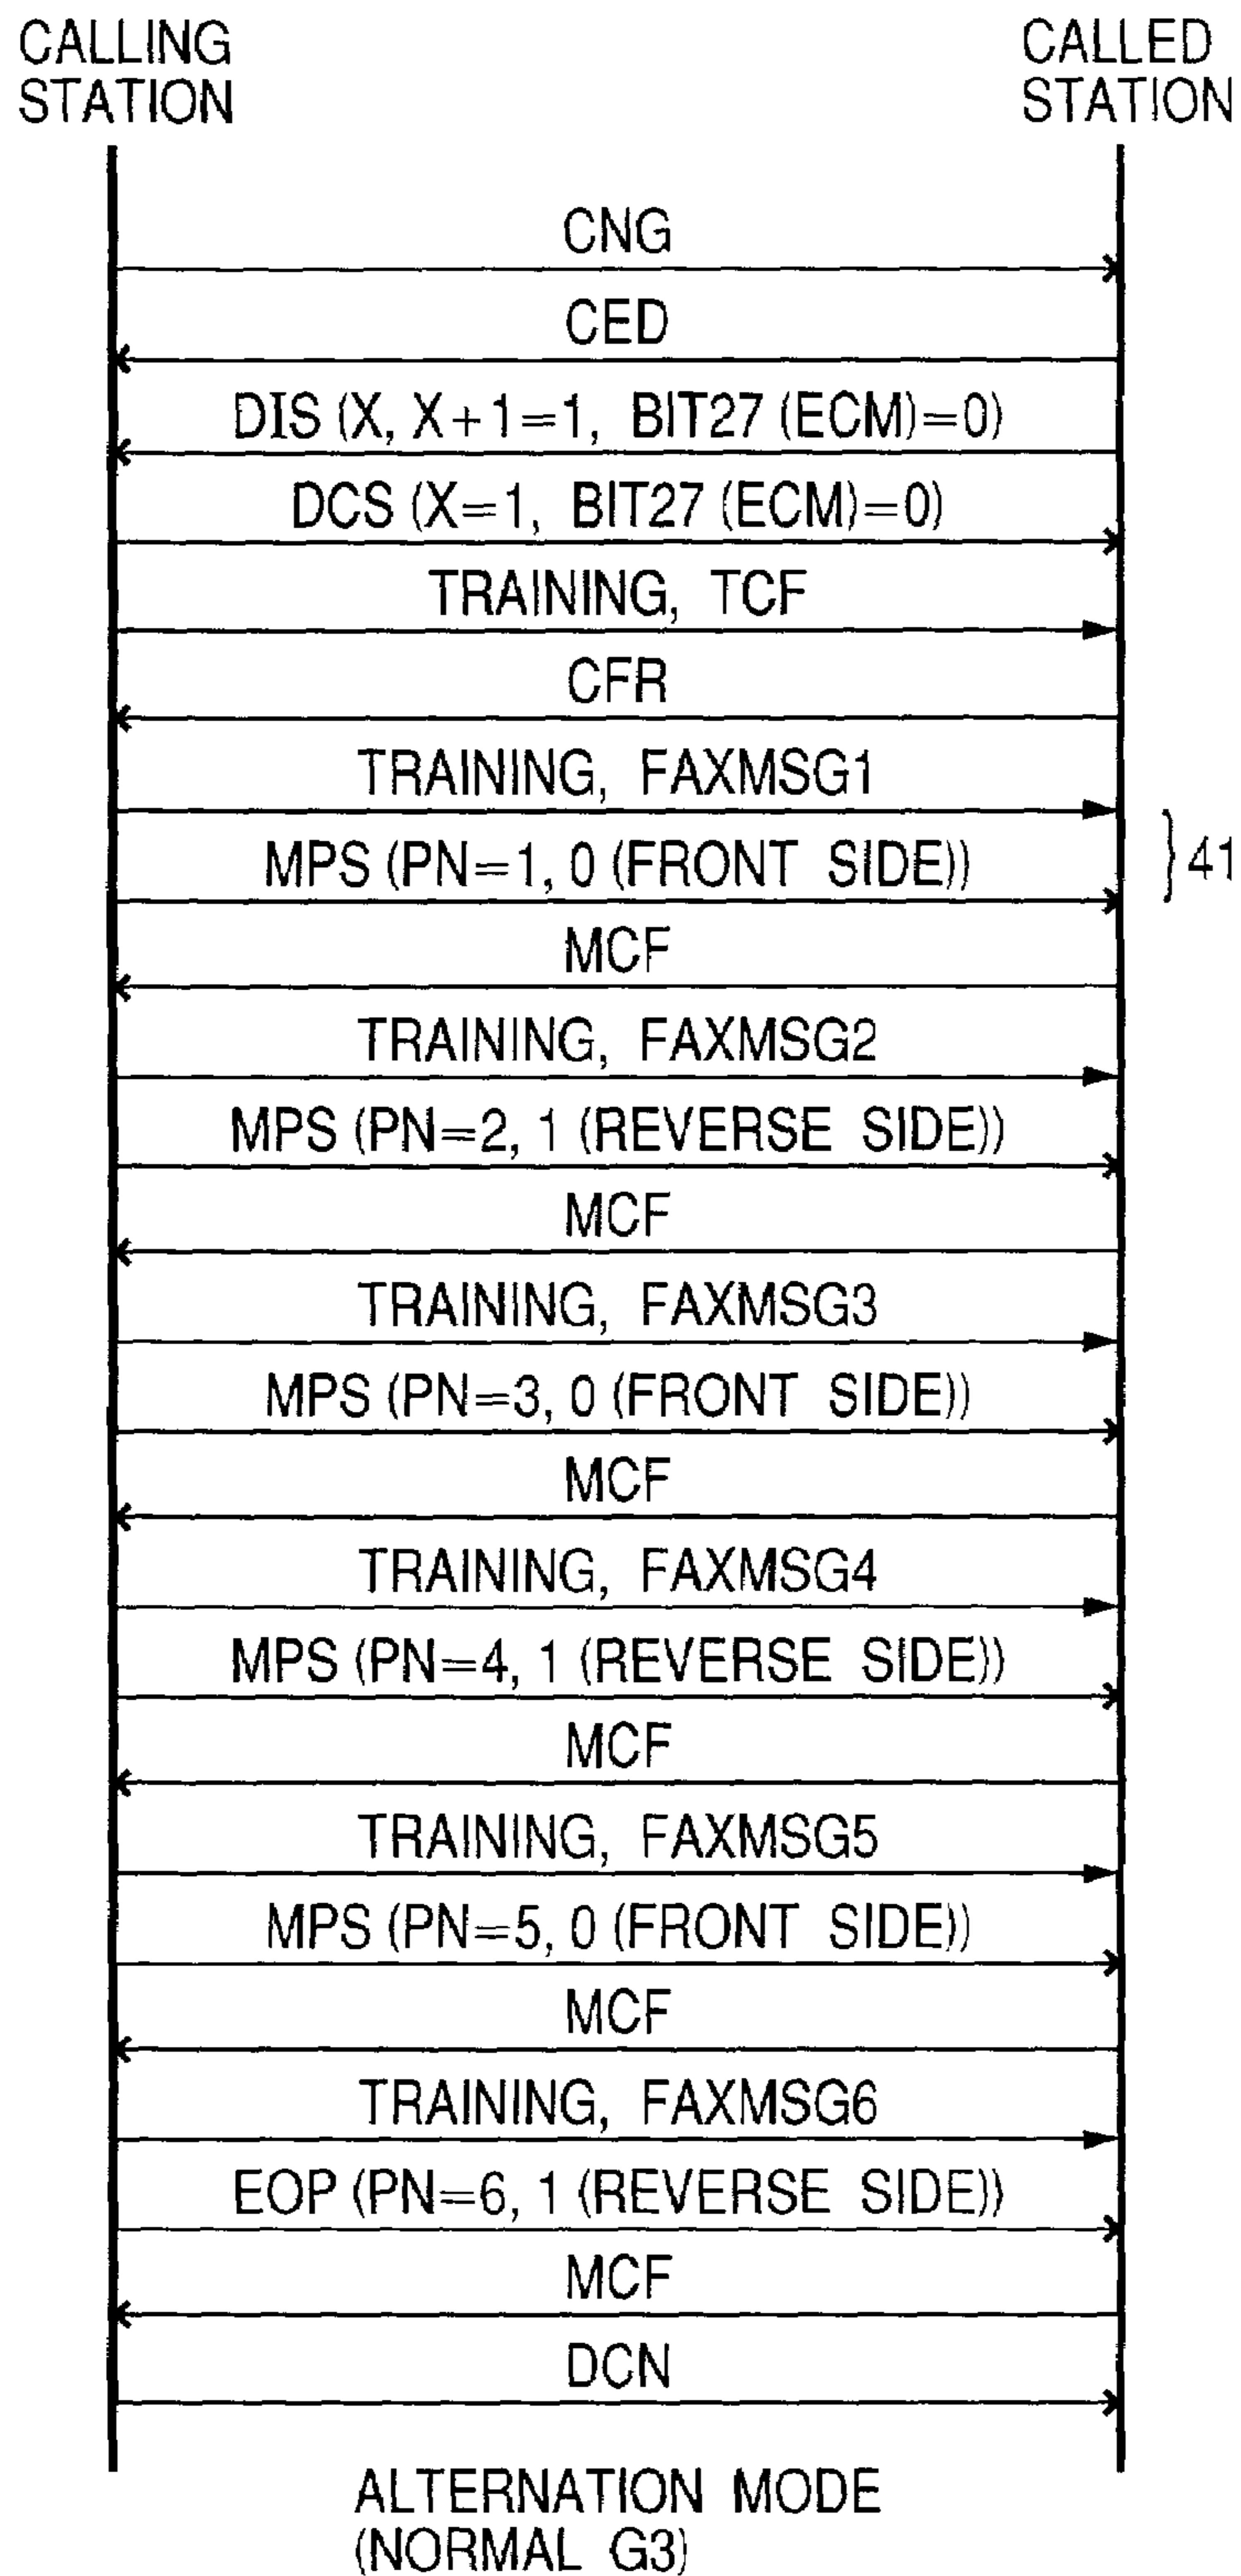 CALLING
STATION
CALLED
STATION
CNG
CED
DIS (X, X+1=1, BIT27 (ECM)=0)
DCS (X=1, BIT27 (ECM)=0)
TRAINING, TCF
CFR
TRAINING, FAXMSG1
MPS (PN=1, 0 (FRONT SIDE))
}41
MCF
TRAINING, FAXMSG2
MPS (PN=2, 1 (REVERSE SIDE))
MCF
TRAINING, FAXMSG3
MPS (PN=3, 0 (FRONT SIDE))
MCF
TRAINING, FAXMSG4
MPS (PN=4, 1 (REVERSE SIDE))
MCF
TRAINING, FAXMSG5
MPS (PN=5, 0 (FRONT SIDE))
MCF
TRAINING, FAXMSG6
EOP (PN=6, 1 (REVERSE SIDE))
MCF
DCN
ALTERNATION MODE
(NORMAL G3)